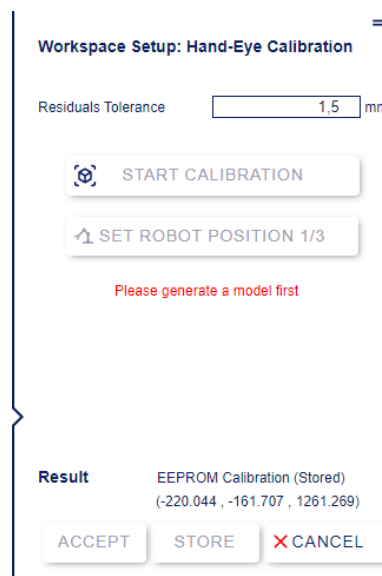 Workspace Setup: Hand-Eye Calibration
Residuals Tolerance 1,5 mm
START CALIBRATION
SET ROBOT POSITION 1/3
Please generate a model first
Result EEPROM Calibration (Stored)
(-220.044 , -161.707 , 1261.269)
ACCEPT STORE CANCEL